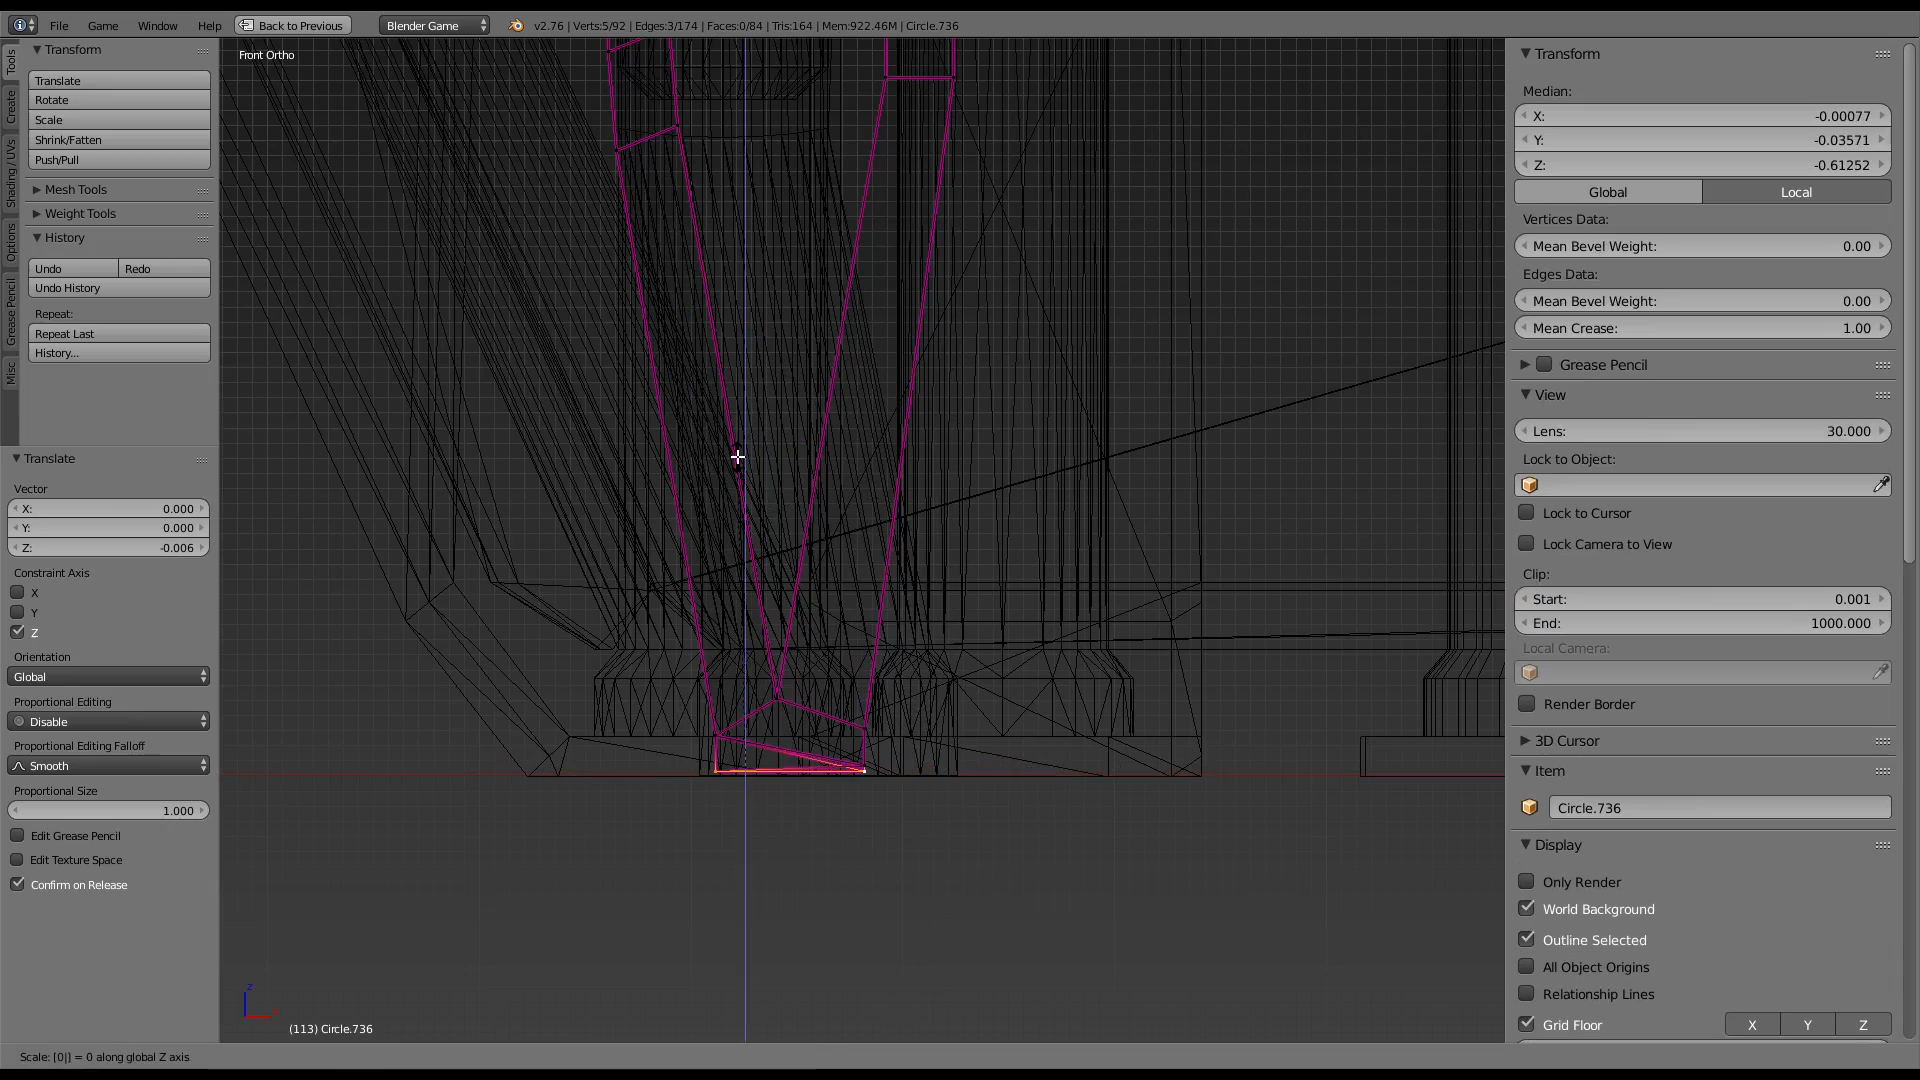 File Game Window Help Back to Previous Blender Game v2.76 | Verts:5/92 | Edges:3/174 | Faces:0/84 | Tris:164 | Mem:922.46M | Circle.736
Tools
Create
Shading / UVs
Options
Grease Pencil
Misc
Transform
Translate
Rotate
Scale
Shrink/Fatten
Push/Pull
Mesh Tools
Weight Tools
History
Undo Redo
Undo History
Repeat:
Repeat Last
History...
Translate
Vector
X: 0.000
Y: 0.000
Z: -0.006
Constraint Axis
X
Y
Z
Orientation
Global
Proportional Editing
Disable
Proportional Editing Falloff
Smooth
Proportional Size
1.000
Edit Grease Pencil
Edit Texture Space
Confirm on Release
Front Ortho
z
(113) Circle.736
Scale: [0|] = 0 along global Z axis
Transform
Median:
X: -0.00077
Y: -0.03571
Z: -0.61252
Global Local
Vertices Data:
Mean Bevel Weight: 0.00
Edges Data:
Mean Bevel Weight: 0.00
Mean Crease: 1.00
Grease Pencil
View
Lens: 30.000
Lock to Object:
Lock to Cursor
Lock Camera to View
Clip:
Start: 0.001
End: 1000.000
Local Camera:
Render Border
3D Cursor
Item
Circle.736
Display
Only Render
World Background
Outline Selected
All Object Origins
Relationship Lines
Grid Floor X Y Z